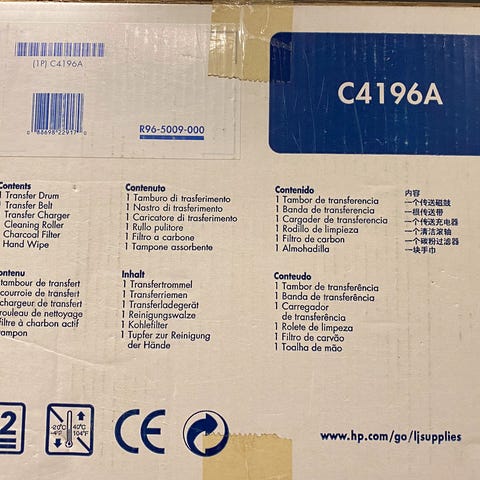 (1P) C4196A
0 88698 22917 0
R96-5009-000
C4196A
Contents
1 Transfer Drum
1 Transfer Belt
Transfer Charger
Cleaning Roller
Charcoal Filter
Hand Wipe
Contenuto
1 Tamburo di trasferimento
1 Nastro di trasferimento
1 Caricatore di trasferimento
1 Rullo pulitore
1 Filtro a carbone
1 Tampone assorbente
Contenido
1 Tambor de transferencia
1 Banda de transferencia
1 Cargador de transferencia
1 Rodillo de limpieza
1 Filtro de carbon
1 Almohadilla
内容
一个传送磁鼓
一根传送带
一个传送充电器
一个清洁滚轴
一个碳粉过滤器
一块手巾
ontenu
tambour de transfert
courroie de transfert
chargeur de transfert
rouleau de nettoyage
filtre à charbon actif
tampon
Inhalt
1 Transfertrommel
1 Transferriemen
1 Transferladegerät
1 Reinigungswalze
1 Kohlefilter
1 Tupfer zur Reinigung
der Hände
Conteudo
1 Tambor de transferência
1 Banda de transferência
1 Carregador
de transferência
1 Rolete de limpeza
1 Filtro de carvão
1 Toalha de mão
2
-20°C
-4°F
40°C
104°F
CE
www.hp.com/go/ljsupplies